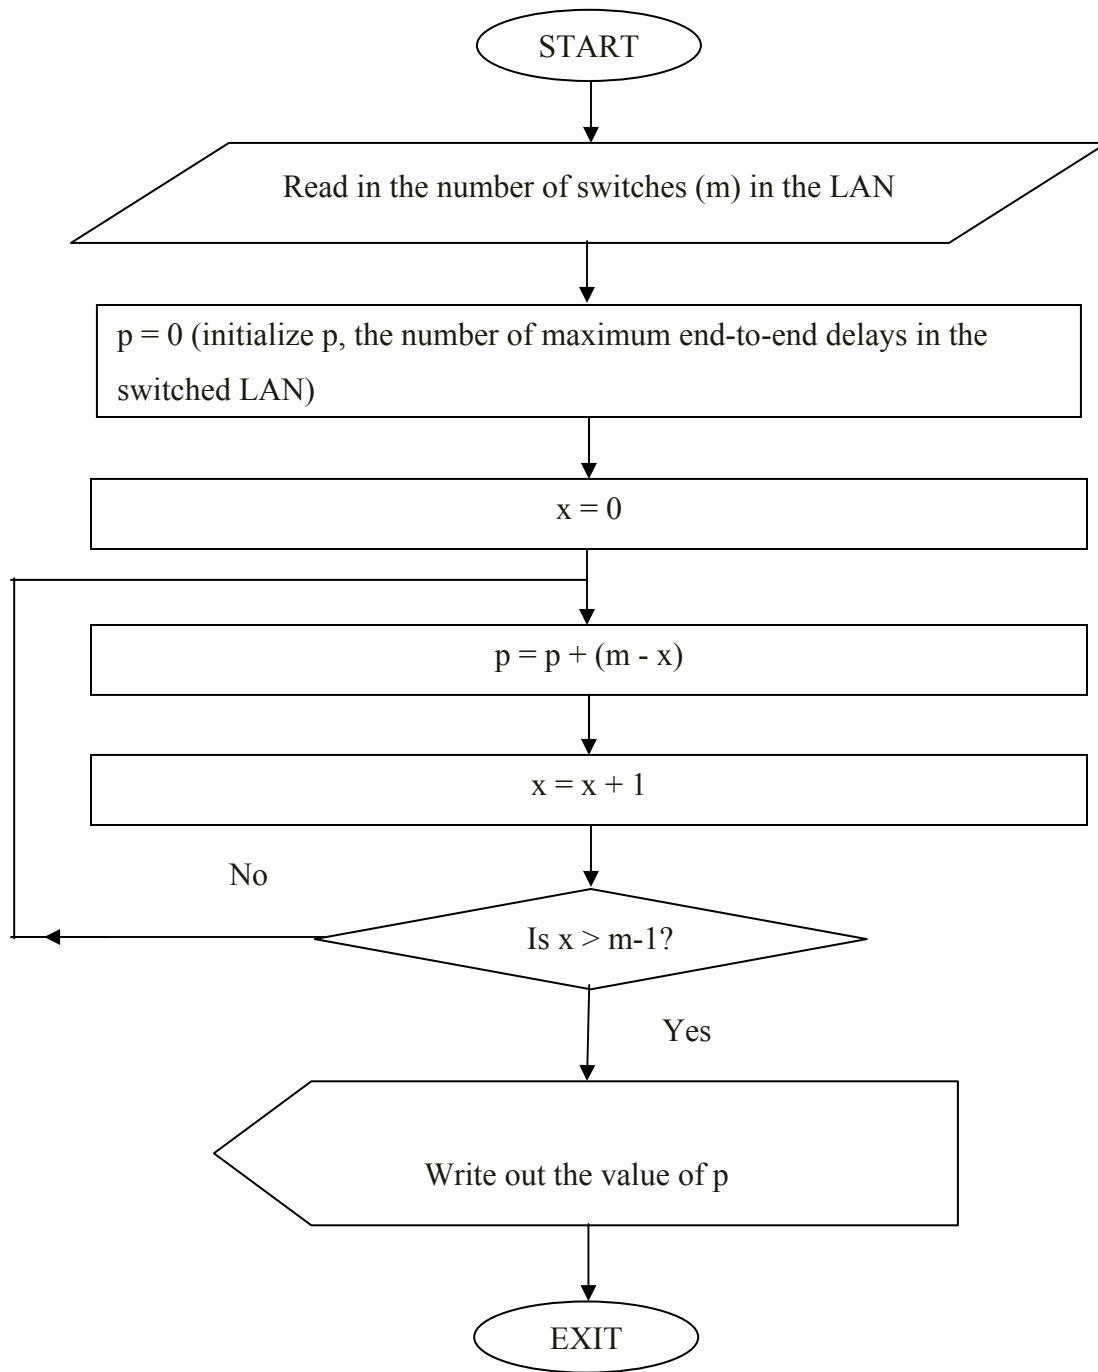 START
Read in the number of switches (m) in the LAN
p = 0 (initialize p, the number of maximum end-to-end delays in the
switched LAN)
x = 0
p = p + (m - x)
x = x + 1
No
Is x > m-1?
Yes
Write out the value of p
EXIT